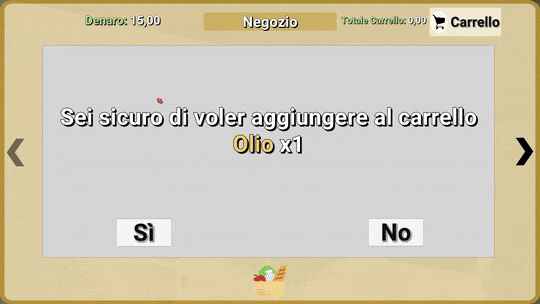 Denaro: 15,00
Negozio
Totale Carrello: 0,00
Carrello
Sei sicuro di voler aggiungere al carrello
Olio x1
Sì
No